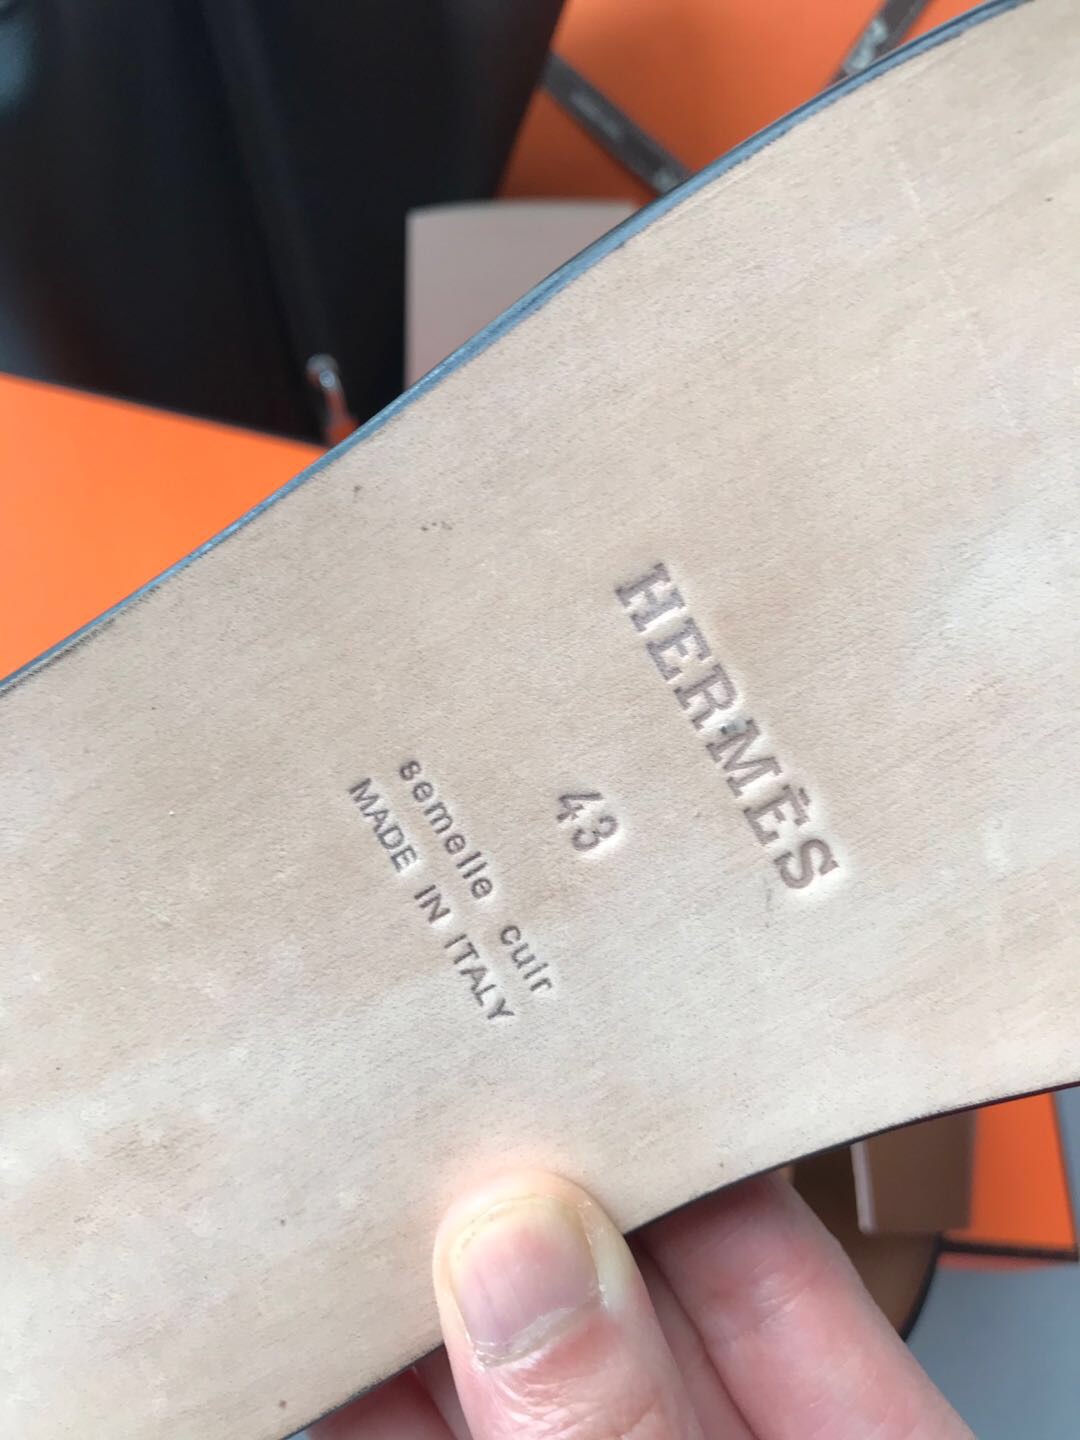 HERMÈS
43
semelle cuir
MADE IN ITALY